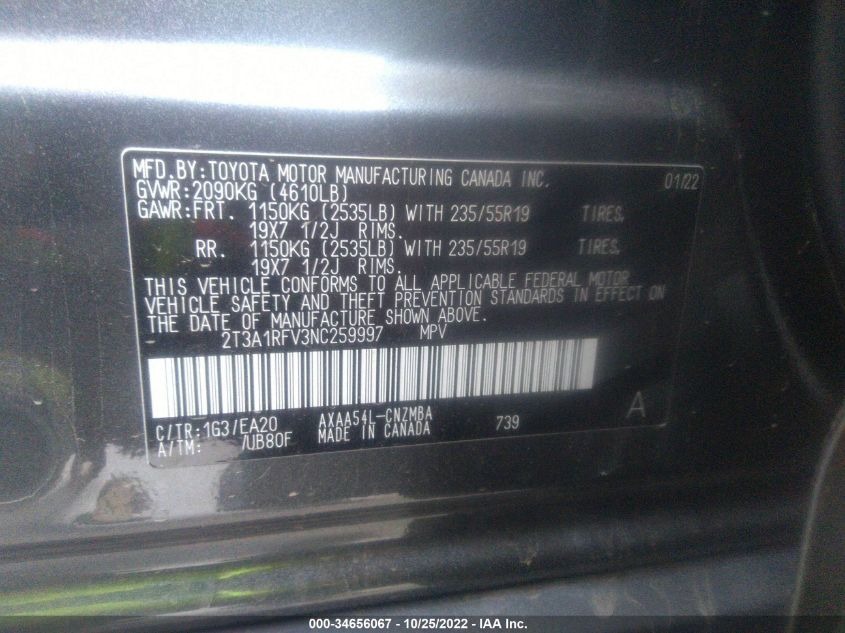 MFD.BY:TOYOTA MOTOR MANUFACTURING CANADA INC. 01/22
GVWR:2090KG (4610LB)
GAWR:FRT. 1150KG (2535LB) WITH 235/55R19 TIRES.
19X7 1/2J RIMS.
RR. 1150KG (2535LB) WITH 235/55R19 TIRES.
19X7 1/2J RIMS.
THIS VEHICLE CONFORMS TO ALL APPLICABLE FEDERAL MOTOR
VEHICLE SAFETY AND THEFT PREVENTION STANDARDS IN EFFECT ON
THE DATE OF MANUFACTURE SHOWN ABOVE.
2T3A1RFV3NC259997 MPV
C/TR:1G3/EA20 AXAA54L-CNZMBA 739 A
A/TM: /UB80F MADE IN CANADA
000-34656067 - 10/25/2022 - IAA Inc.